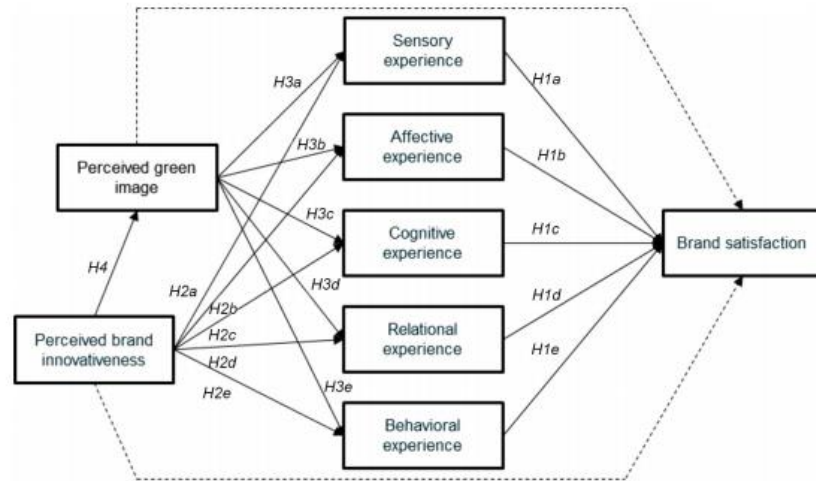 Sensory
experience
H1a
H3a
Affective
experience
H3b
H1b
Perceived green
image
Cognitive
experience
H3c
H1c
Brand satisfaction
H4
H2a
H2b
H3d
H1d
Relational
experience
H2c
Perceived brand
innovativeness
H2d
H1e
H2e
H3e
Behavioral
experience